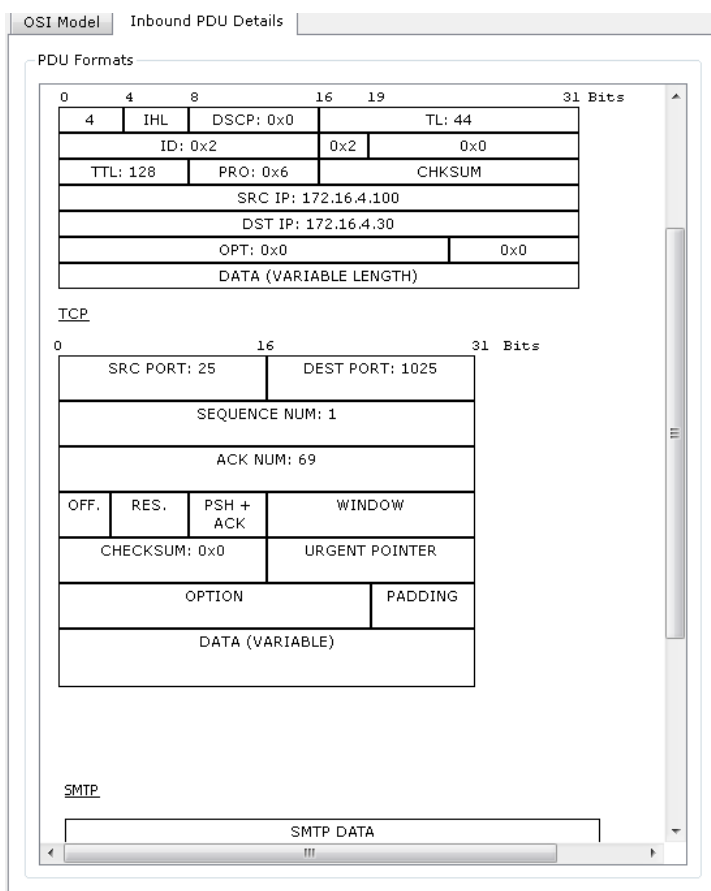 OSI Model Inbound PDU Details
PDU Formats
0 4 8 16 19 31 Bits
4 IHL DSCP: 0x0 TL: 44
ID: 0x2 0x2 0x0
TTL: 128 PRO: 0x6 CHKSUM
SRC IP: 172.16.4.100
DST IP: 172.16.4.30
OPT: 0x0 0x0
DATA (VARIABLE LENGTH)
TCP
0 16 31 Bits
SRC PORT: 25 DEST PORT: 1025
SEQUENCE NUM: 1
ACK NUM: 69
OFF. RES. PSH + WINDOW
ACK
CHECKSUM: 0x0 URGENT POINTER
OPTION PADDING
DATA (VARIABLE)
SMTP
SMTP DATA